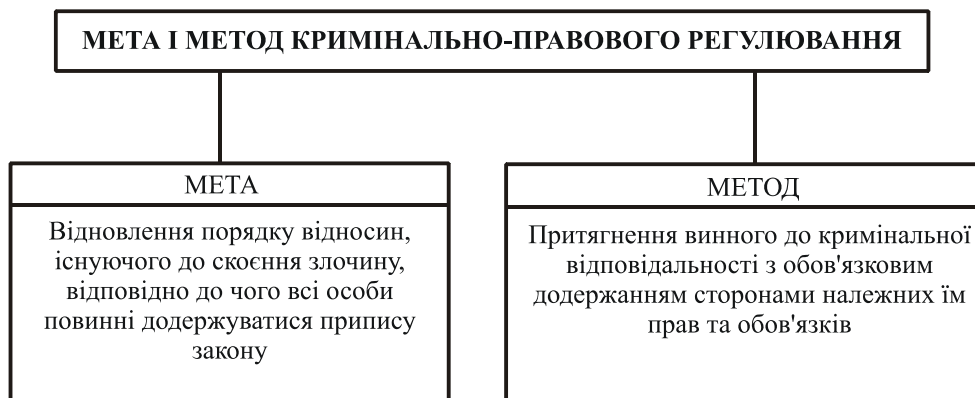 МЕТА І МЕТОД КРИМІНАЛЬНО-ПРАВОВОГО РЕГУЛЮВАННЯ
МЕТА
Відновлення порядку відносин,
існуючого до скоєння злочину,
відповідно до чого всі особи
повинні додержуватися припису
закону
МЕТОД
Притягнення винного до кримінальної
відповідальності з обов'язковим
додержанням сторонами належних їм
прав та обов'язків